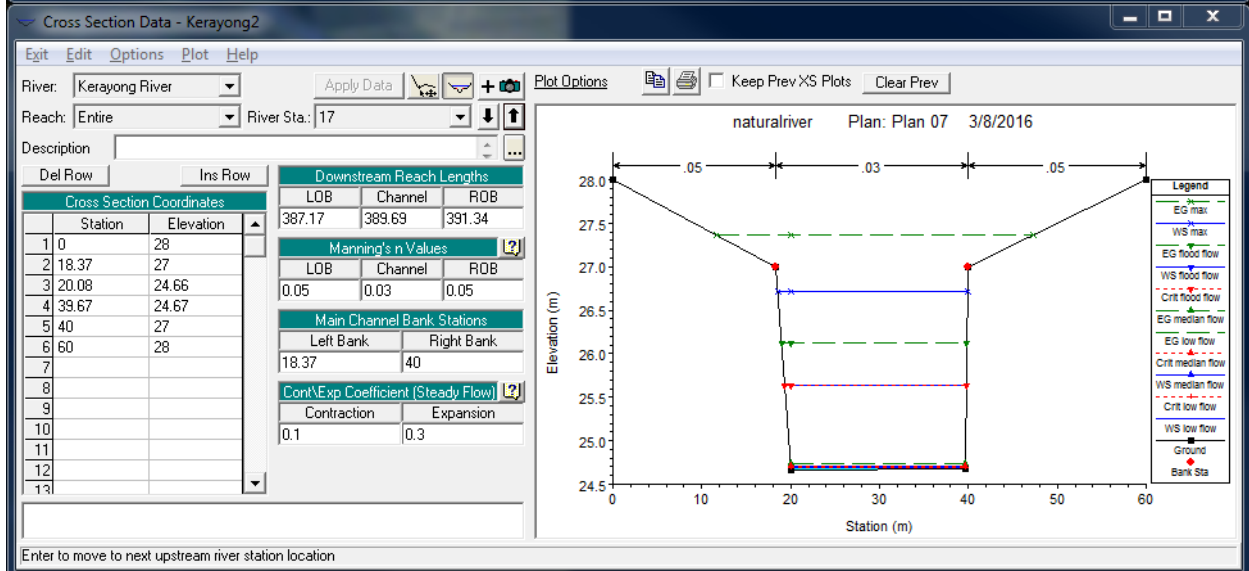 Cross Section Data - Kerayong2
Exit Edit Options Plot Help
River: Kerayong River Apply Data + Plot Options Keep Prev XS Plots Clear Prev
Reach: Entire River Sta.: 17
Description ...
Del Row Ins Row
Cross Section Coordinates
Station Elevation
1 0 28
2 18.37 27
3 20.08 24.66
4 39.67 24.67
5 40 27
6 60 28
7
8
9
10
11
12
13
Downstream Reach Lengths
LOB Channel ROB
387.17 389.69 391.34
Manning's n Values
LOB Channel ROB
0.05 0.03 0.05
Main Channel Bank Stations
Left Bank Right Bank
18.37 40
Cont\Exp Coefficient (Steady Flow)
Contraction Expansion
0.1 0.3
naturalriver Plan: Plan 07 3/8/2016
.05 .03 .05
28.0
27.5
27.0
26.5
26.0
25.5
25.0
24.5
Elevation (m)
0 10 20 30 40 50 60
Station (m)
Legend
EG max
WS max
EG flood flow
WS flood flow
Crit flood flow
EG median flow
EG low flow
Crit median flow
WS median flow
Crit low flow
WS low flow
Ground
Bank Sta
Enter to move to next upstream river station location